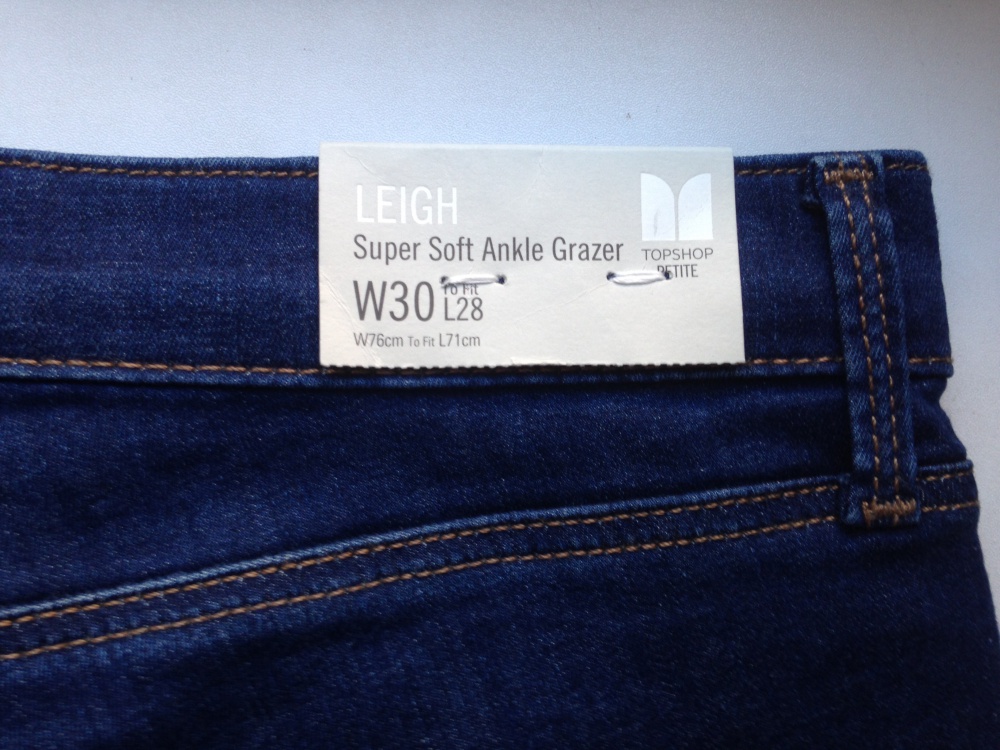 LEIGH
Super Soft Ankle Grazer
TOPSHOP
PETITE
W30 To Fit L28
W76cm To Fit L71cm